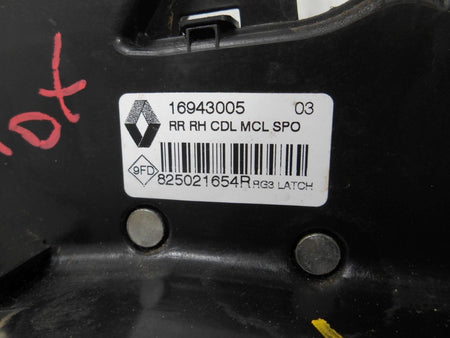 16943005 03
RR RH CDL MCL SPO
9FD
825021654R RG3 LATCH